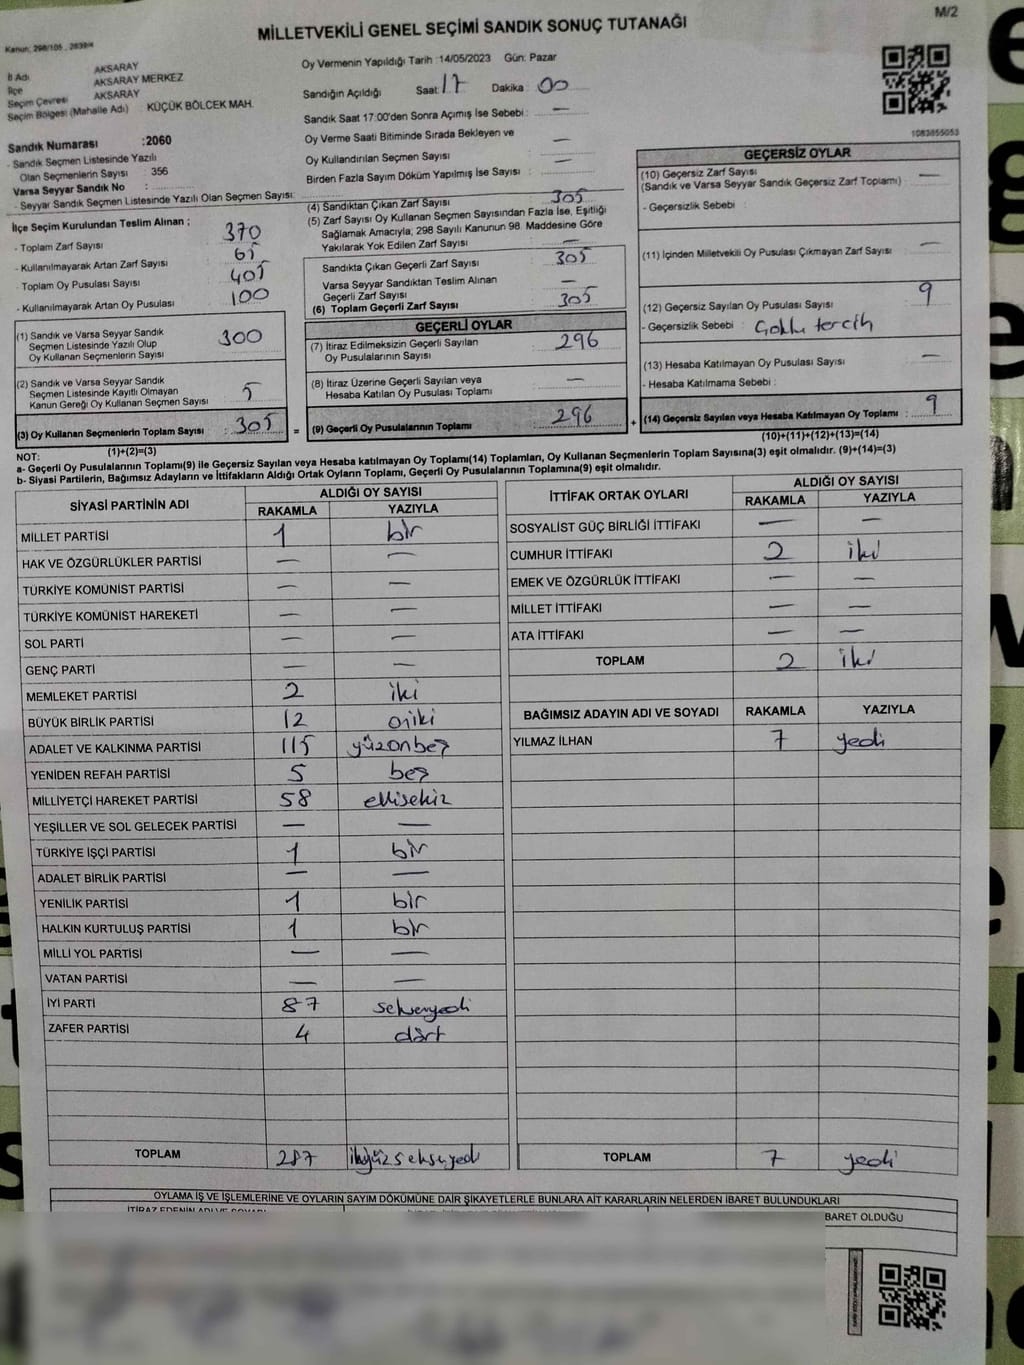 M/2
MİLLETVEKİLİ GENEL SEÇİMİ SANDIK SONUÇ TUTANAĞI
Kanun: 298/105 , 2839/4
İl Adı AKSARAY
İlçe AKSARAY MERKEZ
Seçim Çevresi AKSARAY
Seçim Bölgesi (Mahalle Adı) KÜÇÜK BÖLCEK MAH.
Sandık Numarası :2060
- Sandık Seçmen Listesinde Yazılı
Olan Seçmenlerin Sayısı : 356
Varsa Seyyar Sandık No :
- Seyyar Sandık Seçmen Listesinde Yazılı Olan Seçmen Sayısı:
Oy Vermenin Yapıldığı Tarih :14/05/2023 Gün: Pazar
Sandığın Açıldığı Saat: 17 Dakika : 00
Sandık Saat 17:00'den Sonra Açımış İse Sebebi : —
Oy Verme Saati Bitiminde Sırada Bekleyen ve
Oy Kullandırılan Seçmen Sayısı : —
Birden Fazla Sayım Döküm Yapılmış İse Sayısı : —
1083855053
İlçe Seçim Kurulundan Teslim Alınan ;
- Toplam Zarf Sayısı : 370
- Kullanılmayarak Artan Zarf Sayısı : 65
- Toplam Oy Pusulası Sayısı : 405
- Kullanılmayarak Artan Oy Pusulası : 100
(1) Sandık ve Varsa Seyyar Sandık
Seçmen Listesinde Yazılı Olup
Oy Kullanan Seçmenlerin Sayısı : 300
(2) Sandık ve Varsa Seyyar Sandık
Seçmen Listesinde Kayıtlı Olmayan
Kanun Gereği Oy Kullanan Seçmen Sayısı : 5
(3) Oy Kullanan Seçmenlerin Toplam Sayısı : 305
(1)+(2)=(3)
(4) Sandıktan Çıkan Zarf Sayısı : 305
(5) Zarf Sayısı Oy Kullanan Seçmen Sayısından Fazla İse, Eşitliği
Sağlamak Amacıyla, 298 Sayılı Kanunun 98. Maddesine Göre
Yakılarak Yok Edilen Zarf Sayısı : —
Sandıkta Çıkan Geçerli Zarf Sayısı : 305
Varsa Seyyar Sandıktan Teslim Alınan
Geçerli Zarf Sayısı : —
(6) Toplam Geçerli Zarf Sayısı : 305
GEÇERLİ OYLAR
(7) İtiraz Edilmeksizin Geçerli Sayılan
Oy Pusulalarının Sayısı : 296
(8) İtiraz Üzerine Geçerli Sayılan veya
Hesaba Katılan Oy Pusulası Toplamı : —
= (9) Geçerli Oy Pusulalarının Toplamı : 296
GEÇERSİZ OYLAR
(10) Geçersiz Zarf Sayısı
(Sandık ve Varsa Seyyar Sandık Geçersiz Zarf Toplamı) : —
- Geçersizlik Sebebi :
(11) İçinden Milletvekili Oy Pusulası Çıkmayan Zarf Sayısı : —
(12) Geçersiz Sayılan Oy Pusulası Sayısı : 9
- Geçersizlik Sebebi : Çoklu tercih
(13) Hesaba Katılmayan Oy Pusulası Sayısı : —
- Hesaba Katılmama Sebebi :
+ (14) Geçersiz Sayılan veya Hesaba Katılmayan Oy Toplamı : 9
(10)+(11)+(12)+(13)=(14)
NOT:
a- Geçerli Oy Pusulalarının Toplamı(9) ile Geçersiz Sayılan veya Hesaba katılmayan Oy Toplamı(14) Toplamları, Oy Kullanan Seçmenlerin Toplam Sayısına(3) eşit olmalıdır. (9)+(14)=(3)
b- Siyasi Partilerin, Bağımsız Adayların ve İttifakların Aldığı Ortak Oyların Toplamı, Geçerli Oy Pusulalarının Toplamına(9) eşit olmalıdır.
SİYASİ PARTİNİN ADI ALDIĞI OY SAYISI
RAKAMLA YAZIYLA
MİLLET PARTİSİ 1 bir
HAK VE ÖZGÜRLÜKLER PARTİSİ — —
TÜRKİYE KOMÜNİST PARTİSİ — —
TÜRKİYE KOMÜNİST HAREKETİ — —
SOL PARTİ — —
GENÇ PARTİ — —
MEMLEKET PARTİSİ 2 iki
BÜYÜK BİRLİK PARTİSİ 12 oniki
ADALET VE KALKINMA PARTİSİ 115 yüzonbeş
YENİDEN REFAH PARTİSİ 5 beş
MİLLİYETÇİ HAREKET PARTİSİ 58 ellisekiz
YEŞİLLER VE SOL GELECEK PARTİSİ — —
TÜRKİYE İŞÇİ PARTİSİ 1 bir
ADALET BİRLİK PARTİSİ — —
YENİLİK PARTİSİ 1 bir
HALKIN KURTULUŞ PARTİSİ 1 bir
MİLLİ YOL PARTİSİ — —
VATAN PARTİSİ — —
İYİ PARTİ 87 seksenyedi
ZAFER PARTİSİ 4 dört
TOPLAM 287 ikiyüzseksenyedi
İTTİFAK ORTAK OYLARI ALDIĞI OY SAYISI
RAKAMLA YAZIYLA
SOSYALİST GÜÇ BİRLİĞİ İTTİFAKI — —
CUMHUR İTTİFAKI 2 iki
EMEK VE ÖZGÜRLÜK İTTİFAKI — —
MİLLET İTTİFAKI — —
ATA İTTİFAKI — —
TOPLAM 2 iki
BAĞIMSIZ ADAYIN ADI VE SOYADI RAKAMLA YAZIYLA
YILMAZ İLHAN 7 yedi
TOPLAM 7 yedi
OYLAMA İŞ VE İŞLEMLERİNE VE OYLARIN SAYIM DÖKÜMÜNE DAİR ŞİKAYETLERLE BUNLARA AİT KARARLARIN NELERDEN İBARET BULUNDUKLARI
BARET OLDUĞU